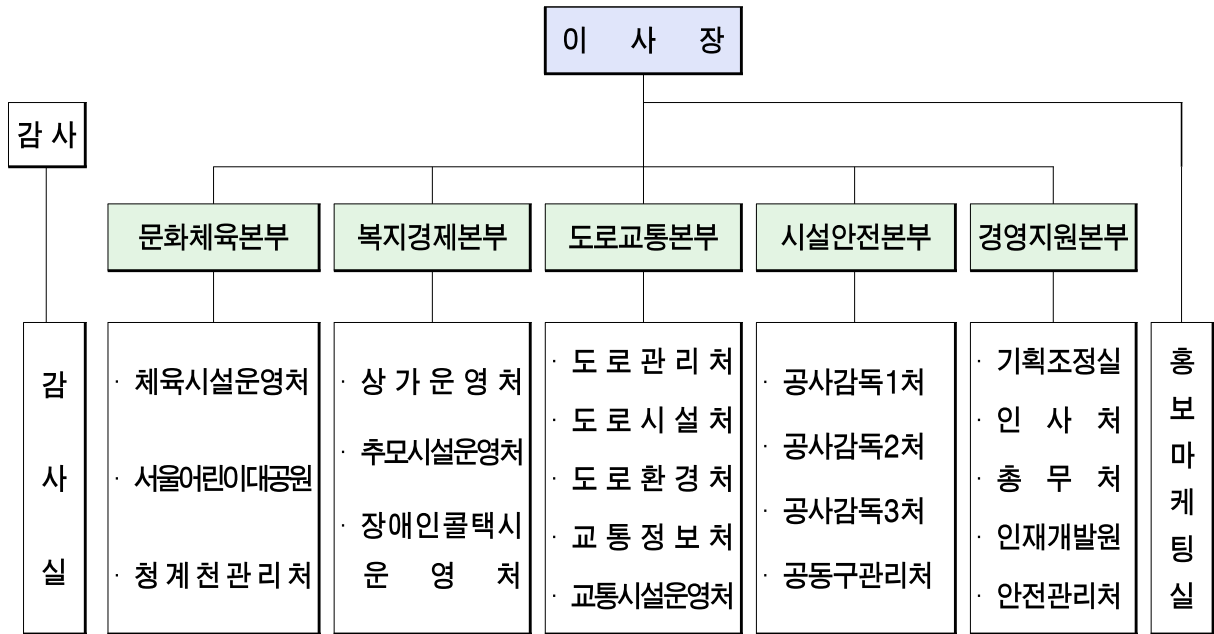 이 사 장
감 사
문화체육본부
복지경제본부
도로교통본부
시설안전본부
경영지원본부
감 사 실
· 체육시설운영처
· 서울어린이대공원
· 청계천관리처
· 상가운영처
· 추모시설운영처
· 장애인콜택시
운 영 처
· 도로관리처
· 도로시설처
· 도로환경처
· 교통정보처
· 교통시설운영처
· 공사감독1처
· 공사감독2처
· 공사감독3처
· 공동구관리처
· 기획조정실
· 인 사 처
· 총 무 처
· 인재개발원
· 안전관리처
홍보마케팅실